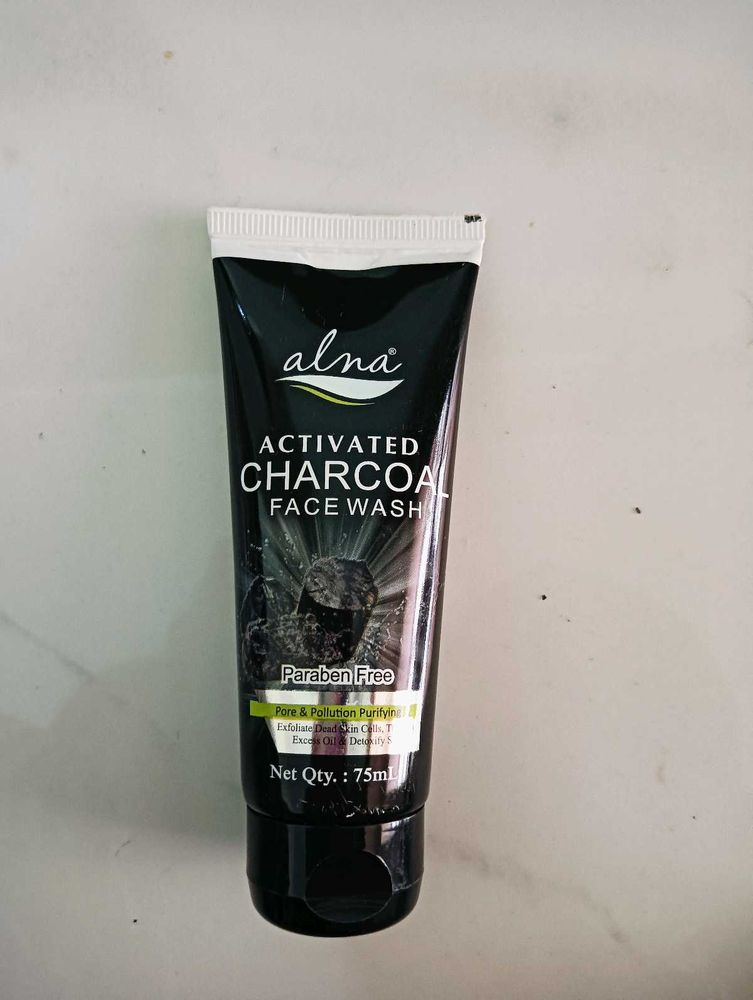 alna®
ACTIVATED
CHARCOAL
FACE WASH
Paraben Free
Pore & Pollution Purifying
Exfoliate Dead Skin Cells,
Excess Oil & Detoxify
Net Qty. : 75mL